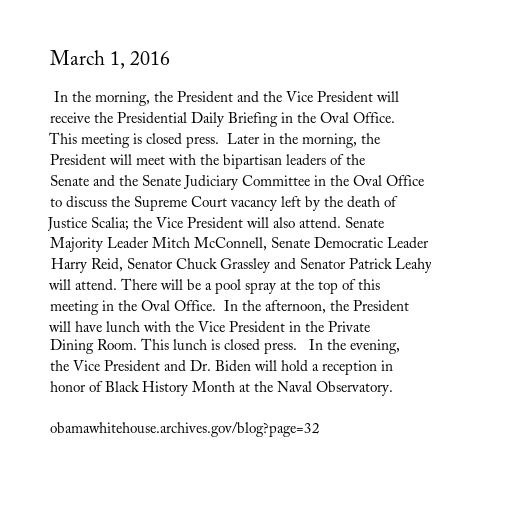 March 1, 2016
In the morning, the President and the Vice President will
receive the Presidential Daily Briefing in the Oval Office.
This meeting is closed press.  Later in the morning, the
President will meet with the bipartisan leaders of the
Senate and the Senate Judiciary Committee in the Oval Office
to discuss the Supreme Court vacancy left by the death of
Justice Scalia; the Vice President will also attend. Senate
Majority Leader Mitch McConnell, Senate Democratic Leader
Harry Reid, Senator Chuck Grassley and Senator Patrick Leahy
will attend. There will be a pool spray at the top of this
meeting in the Oval Office.  In the afternoon, the President
will have lunch with the Vice President in the Private
Dining Room. This lunch is closed press.   In the evening,
the Vice President and Dr. Biden will hold a reception in
honor of Black History Month at the Naval Observatory.
obamawhitehouse.archives.gov/blog?page=32